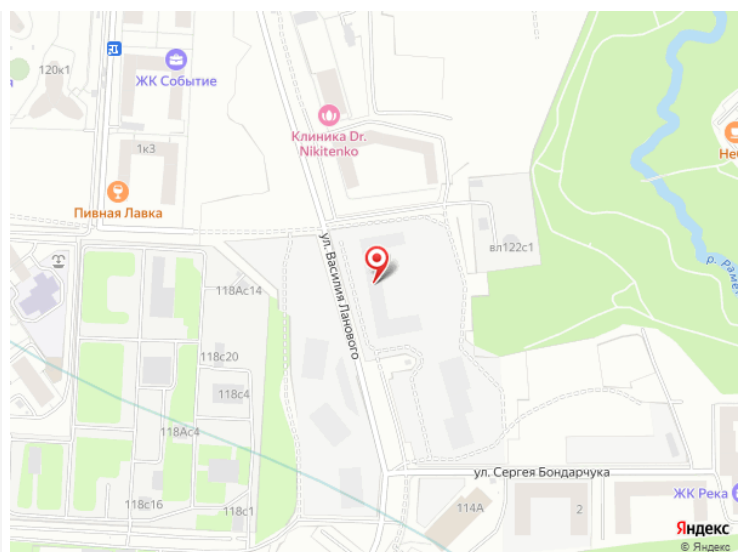 120к1
ЖК Событие
Клиника Dr.
Nikitenko
1к3
Пивная Лавка
вл122с1
118Ас14
ул. Василия Ланового
118с20
118с4
118Ас4
ул. Сергея Бондарчука
118с16
118с1
114А
2
ЖК Река
Яндекс
© Яндекс